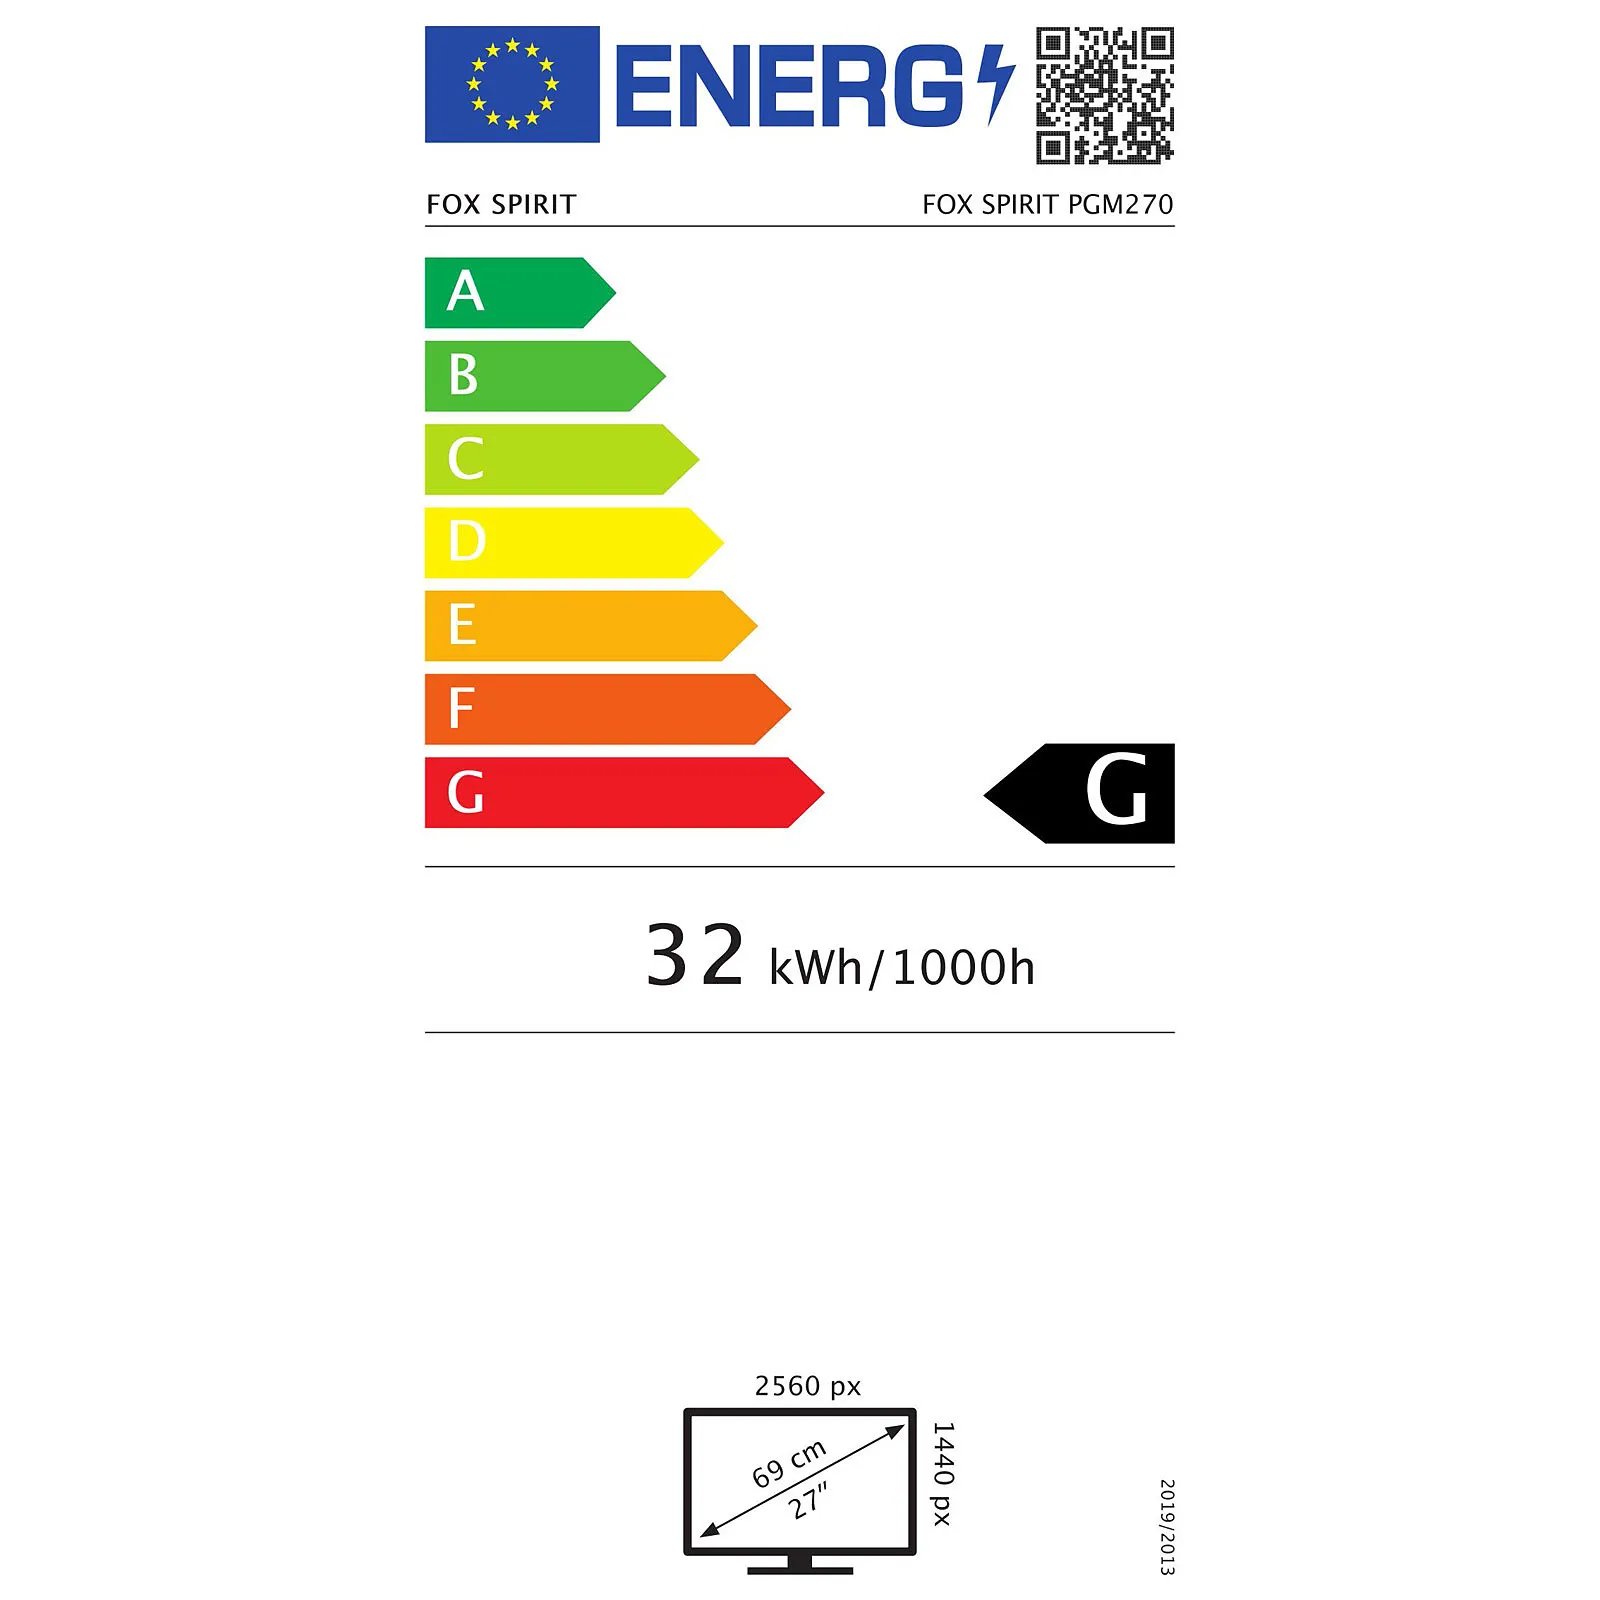 ENERG
FOX SPIRIT
FOX SPIRIT PGM270
A
B
C
D
E
F
G
G
32 kWh/1000h
2560 px
1440 px
69 cm
27"
2019/2013